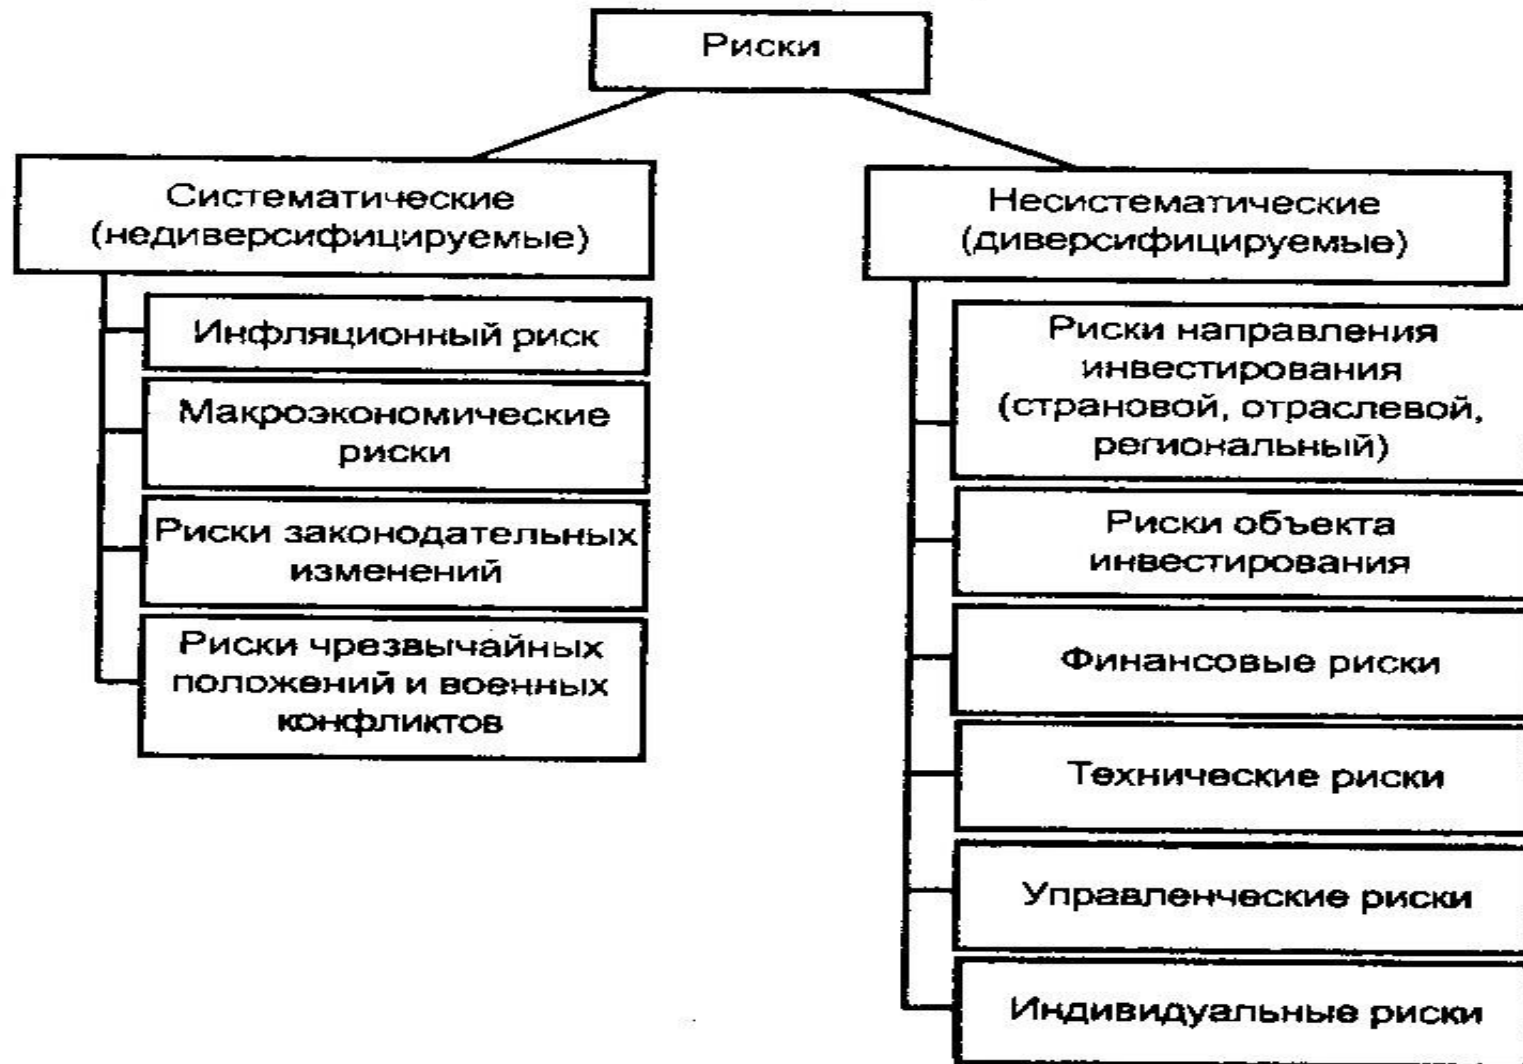 Риски
Систематические
(недиверсифицируемые)
Инфляционный риск
Макроэкономические
риски
Риски законодательных
изменений
Риски чрезвычайных
положений и военных
конфликтов
Несистематические
(диверсифицируемые)
Риски направления
инвестирования
(страновой, отраслевой,
региональный)
Риски объекта
инвестирования
Финансовые риски
Технические риски
Управленческие риски
Индивидуальные риски